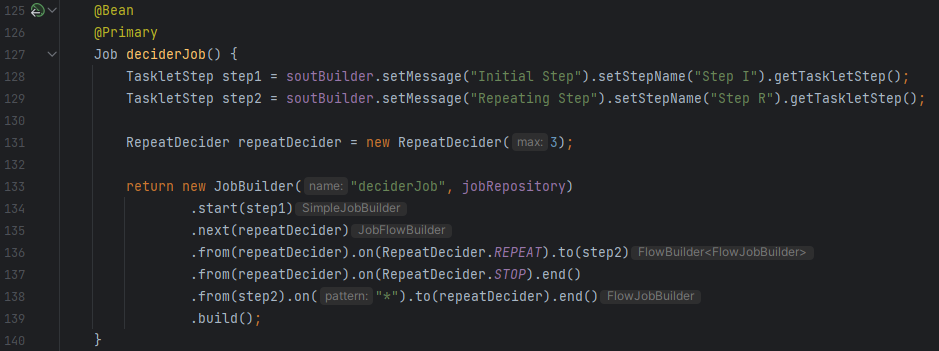 125 @Bean
126 @Primary
127 Job deciderJob() {
128 TaskletStep step1 = soutBuilder.setMessage("Initial Step").setStepName("Step I").getTaskletStep();
129 TaskletStep step2 = soutBuilder.setMessage("Repeating Step").setStepName("Step R").getTaskletStep();
130
131 RepeatDecider repeatDecider = new RepeatDecider( max: 3);
132
133 return new JobBuilder( name: "deciderJob", jobRepository)
134 .start(step1) SimpleJobBuilder
135 .next(repeatDecider) JobFlowBuilder
136 .from(repeatDecider).on(RepeatDecider.REPEAT).to(step2) FlowBuilder<FlowJobBuilder>
137 .from(repeatDecider).on(RepeatDecider.STOP).end()
138 .from(step2).on( pattern: "*").to(repeatDecider).end() FlowJobBuilder
139 .build();
140 }